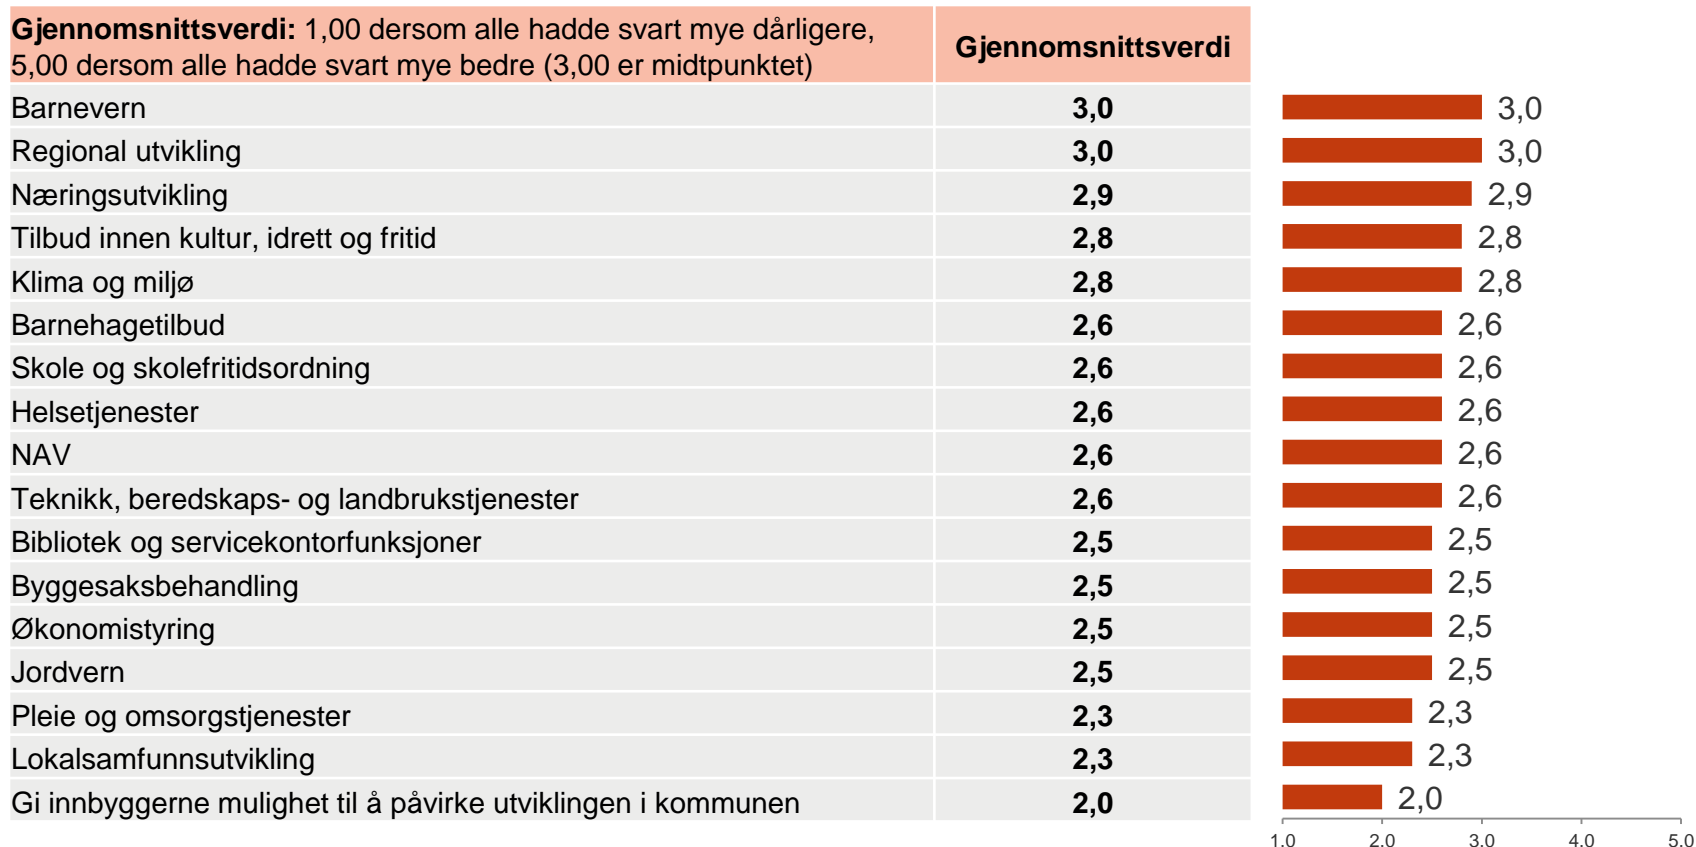 Gjennomsnittsverdi: 1,00 dersom alle hadde svart mye dårligere,
5,00 dersom alle hadde svart mye bedre (3,00 er midtpunktet)
Gjennomsnittsverdi
Barnevern 3,0 3,0
Regional utvikling 3,0 3,0
Næringsutvikling 2,9 2,9
Tilbud innen kultur, idrett og fritid 2,8 2,8
Klima og miljø 2,8 2,8
Barnehagetilbud 2,6 2,6
Skole og skolefritidsordning 2,6 2,6
Helsetjenester 2,6 2,6
NAV 2,6 2,6
Teknikk, beredskaps- og landbrukstjenester 2,6 2,6
Bibliotek og servicekontorfunksjoner 2,5 2,5
Byggesaksbehandling 2,5 2,5
Økonomistyring 2,5 2,5
Jordvern 2,5 2,5
Pleie og omsorgstjenester 2,3 2,3
Lokalsamfunnsutvikling 2,3 2,3
Gi innbyggerne mulighet til å påvirke utviklingen i kommunen 2,0 2,0
1.0 2.0 3.0 4.0 5.0